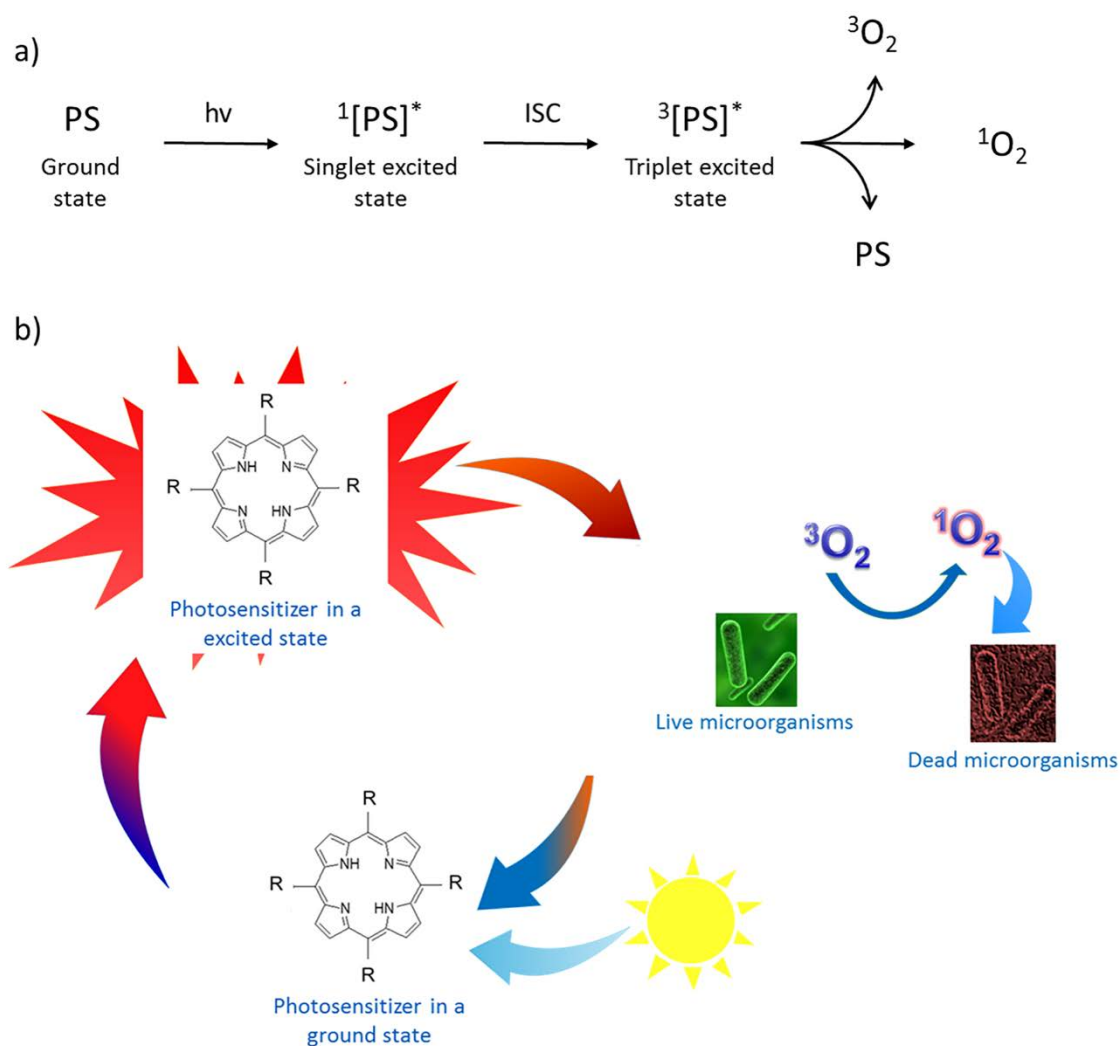 a)
³O₂
PS
hv
¹[PS]*
ISC
³[PS]*
¹O₂
Ground
state
Singlet excited
state
Triplet excited
state
PS
b)
R
NH
N
R
R
N
HN
R
Photosensitizer in a
excited state
³O₂
¹O₂
Live microorganisms
Dead microorganisms
R
NH
N
R
R
N
HN
R
Photosensitizer in a
ground state